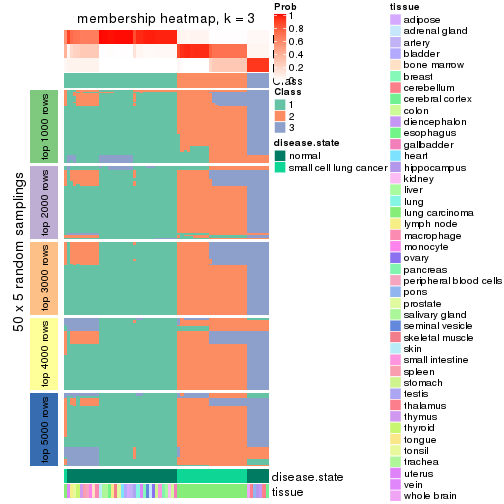 membership heatmap, k = 3
Prob
1
0.8
0.6
0.4
0.2
0
Class
Class
1
2
3
disease.state
normal
small cell lung cancer
50 x 5 random samplings
top 1000 rows
top 2000 rows
top 3000 rows
top 4000 rows
top 5000 rows
disease.state
tissue
tissue
adipose
adrenal gland
artery
bladder
bone marrow
breast
cerebellum
cerebral cortex
colon
diencephalon
esophagus
gallbladder
heart
hippocampus
kidney
liver
lung
lung carcinoma
lymph node
macrophage
monocyte
ovary
pancreas
peripheral blood cells
pons
prostate
salivary gland
seminal vesicle
skeletal muscle
skin
small intestine
spleen
stomach
testis
thalamus
thymus
thyroid
tongue
tonsil
trachea
uterus
vein
whole brain